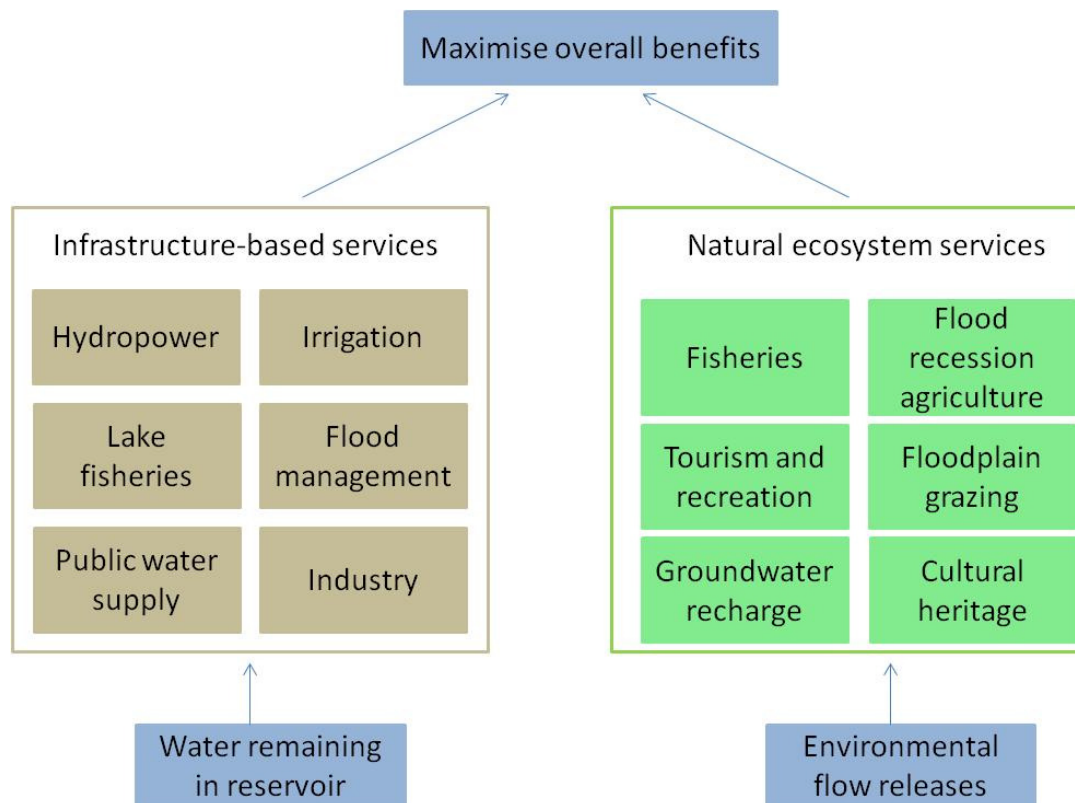 Maximise overall benefits
Infrastructure-based services
Hydropower
Irrigation
Lake
fisheries
Flood
management
Public water
supply
Industry
Natural ecosystem services
Fisheries
Flood
recession
agriculture
Tourism and
recreation
Floodplain
grazing
Groundwater
recharge
Cultural
heritage
Water remaining
in reservoir
Environmental
flow releases